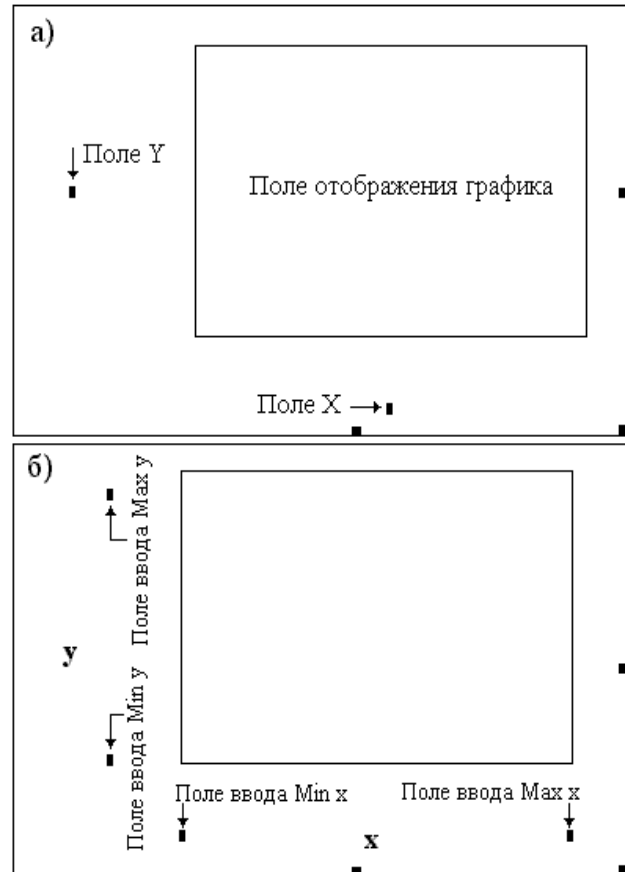 а)
Поле Y
Поле отображения графика
Поле X
б)
Поле ввода Max y
y
Поле ввода Min y
Поле ввода Min x
Поле ввода Max x
x